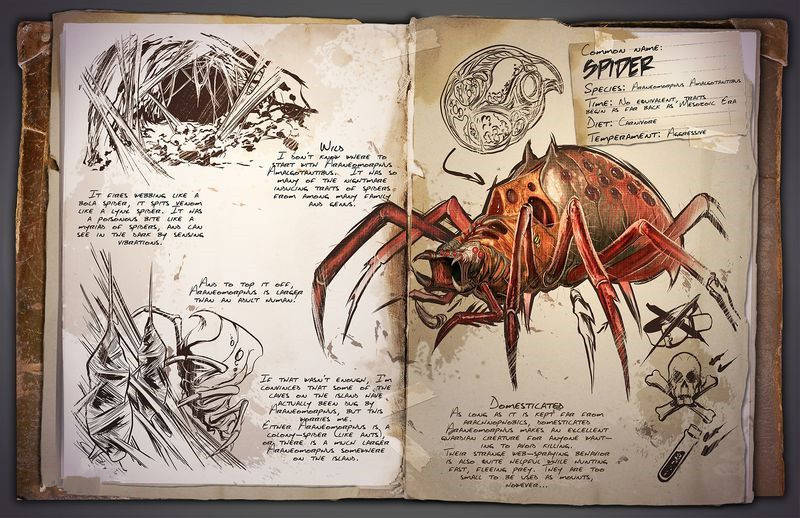 Wild
I don't know where to
start with Araneomorphus
Amalgotantibus. It has so
many of the nightmare
inducing traits of spiders
from among many family
and genus.
It fires webbing like a
bola spider, it spits venom
like a lynx spider. It has
a poisonous bite like a
myriad of spiders, and can
see in the dark by sensing
vibrations.
And to top it off,
Araneomorphus is larger
than an adult human!
If that wasn't enough, I'm
convinced that some of the
caves on the island have
actually been dug by
Araneomorphus, but this
worries me.
Either Araneomorphus is a
colony-spider (like ants)
or, there is a much larger
Araneomorphus somewhere
on the island.
Common name:
Spider
Species: Araneomorphus Amalgotantibus
Time: No equivalent, traits
begin as far back as Mesozoic Era
Diet: Carnivore
Temperament: Aggressive
Domesticated
As long as it is kept far from
arachnophobics, domesticated
Araneomorphus makes an excellent
guardian creature for anyone want-
ing to avoid killing.
Their strange web-spraying behavior
is also quite helpful while hunting
fast, fleeing prey. They are too
small to be used as mounts,
however...